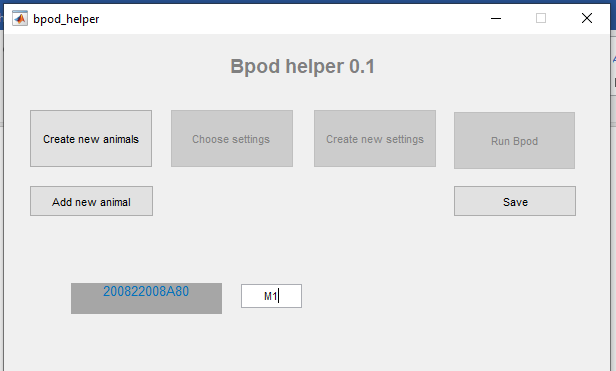 bpod_helper
Bpod helper 0.1
Create new animals
Choose settings
Create new settings
Run Bpod
Add new animal
Save
200822008A80
M1